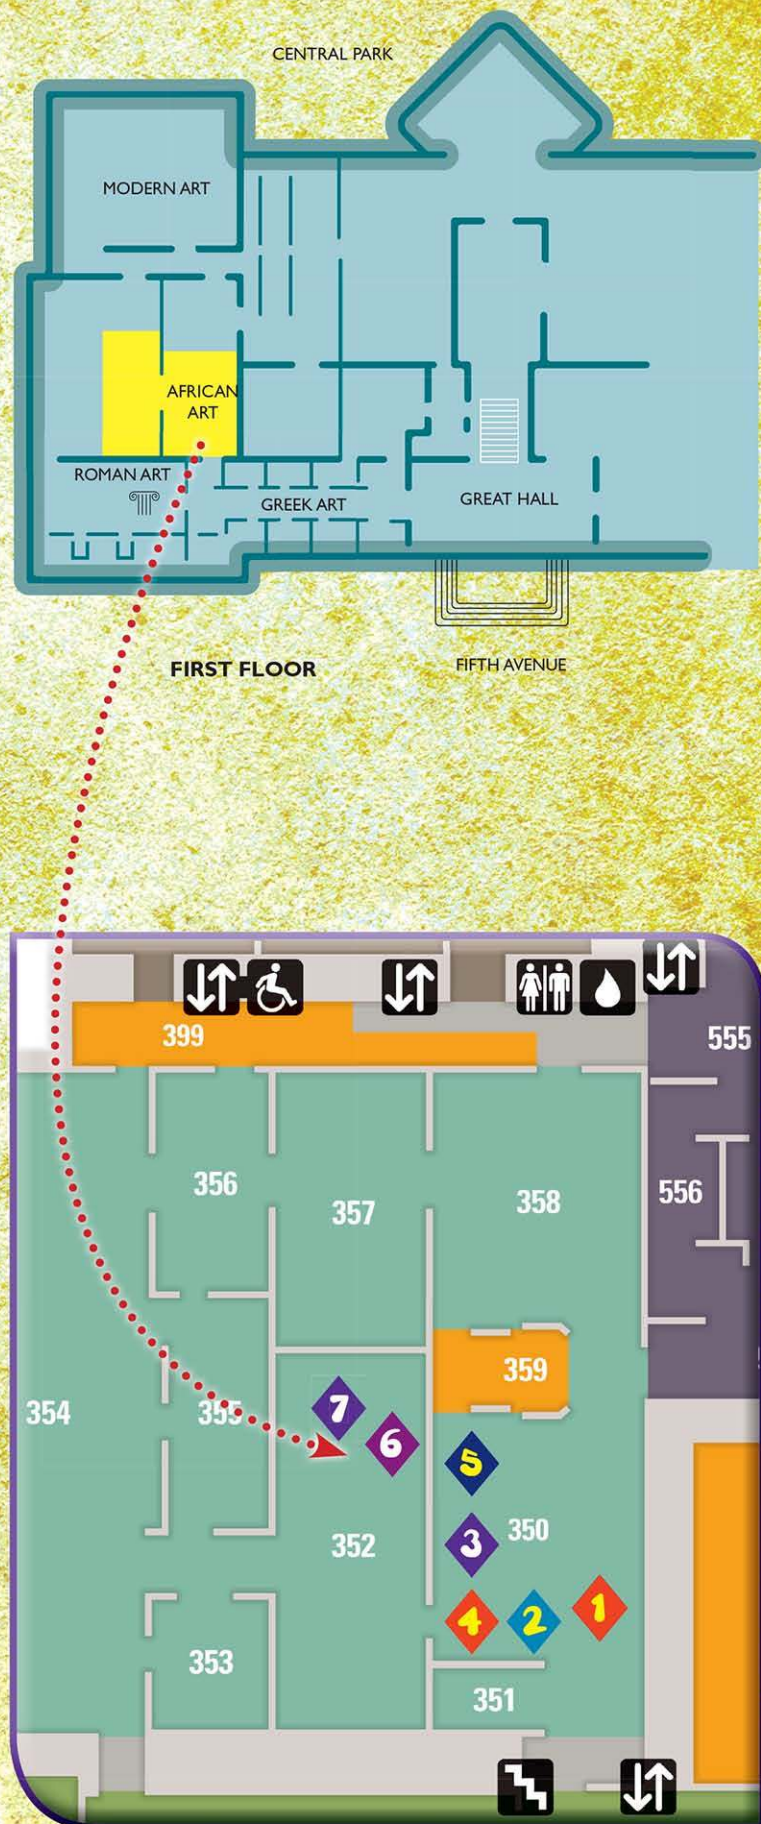 CENTRAL PARK
MODERN ART
AFRICAN
ART
ROMAN ART
GREEK ART
GREAT HALL
FIRST FLOOR
FIFTH AVENUE
399
555
356
357
358
556
359
354
355
7
6
5
352
3
350
4
2
1
353
351